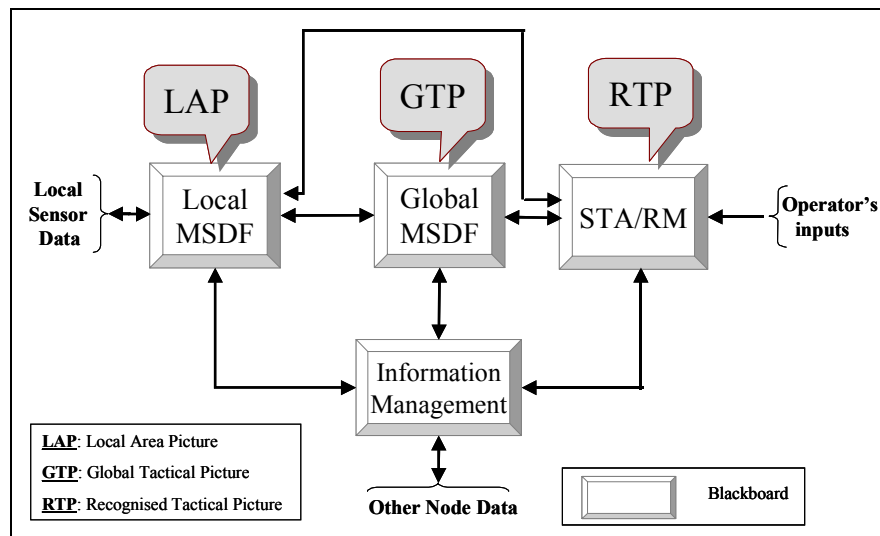 LAP
GTP
RTP
Local
Sensor
Data
Local
MSDF
Global
MSDF
STA/RM
Operator's
inputs
Information
Management
LAP: Local Area Picture
GTP: Global Tactical Picture
RTP: Recognised Tactical Picture
Other Node Data
Blackboard